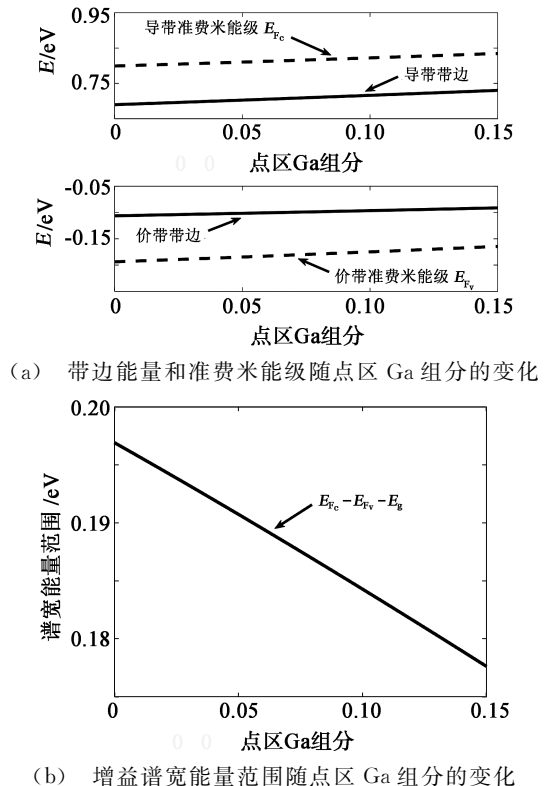 0.95
导带准费米能级 E_Fc
E/eV
0.75
导带带边
0 0.05 0.10 0.15
点区Ga组分
0 0
-0.05
E/eV
-0.15
价带带边
价带准费米能级 E_Fv
0 0.05 0.10 0.15
点区Ga组分
(a) 带边能量和准费米能级随点区 Ga 组分的变化
0.20
谱宽能量范围/eV
E_Fc−E_Fv−E_g
0.19
0.18
0 0.05 0.10 0.15
点区Ga组分
0 0
(b) 增益谱宽能量范围随点区 Ga 组分的变化